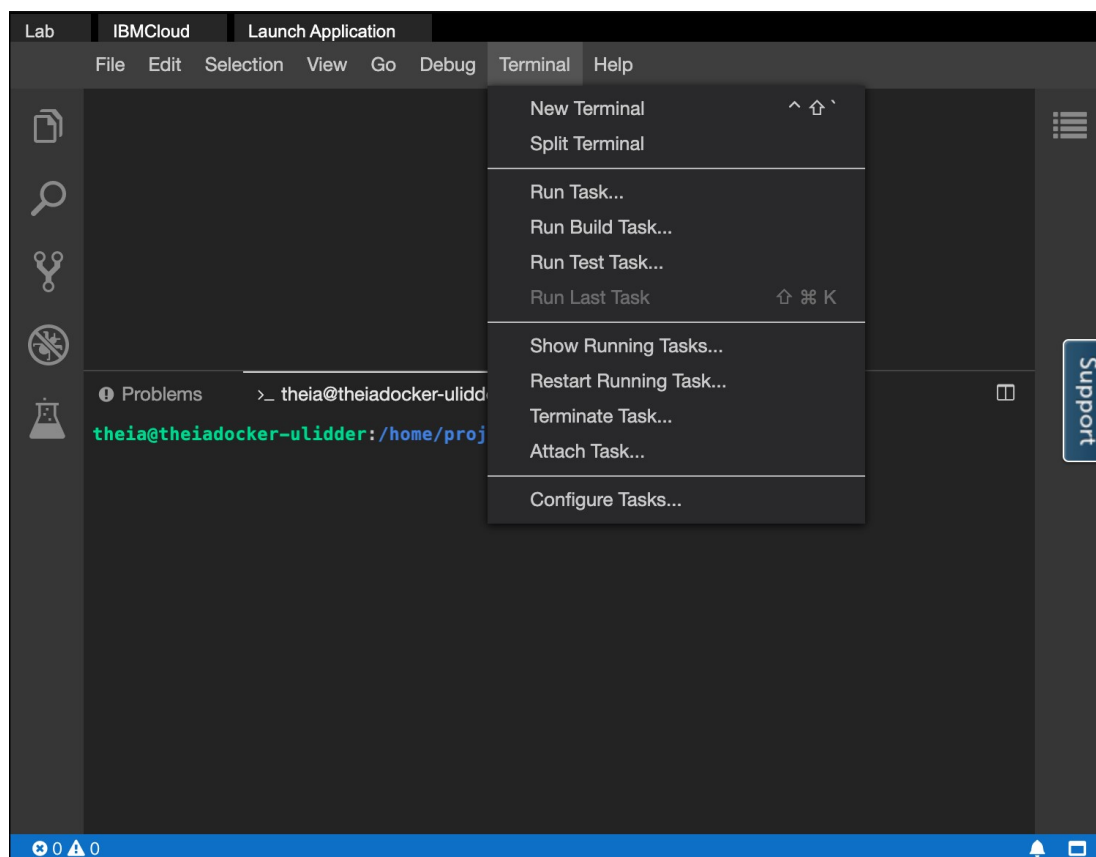 Lab IBMCloud Launch Application
File Edit Selection View Go Debug Terminal Help
New Terminal ^ ⇧ `
Split Terminal
Run Task...
Run Build Task...
Run Test Task...
Run Last Task ⇧ ⌘ K
Show Running Tasks...
Restart Running Task...
Terminate Task...
Attach Task...
Configure Tasks...
Problems >_ theia@theiadocker-ulidd
theia@theiadocker-ulidder:/home/proj
Support
0 0